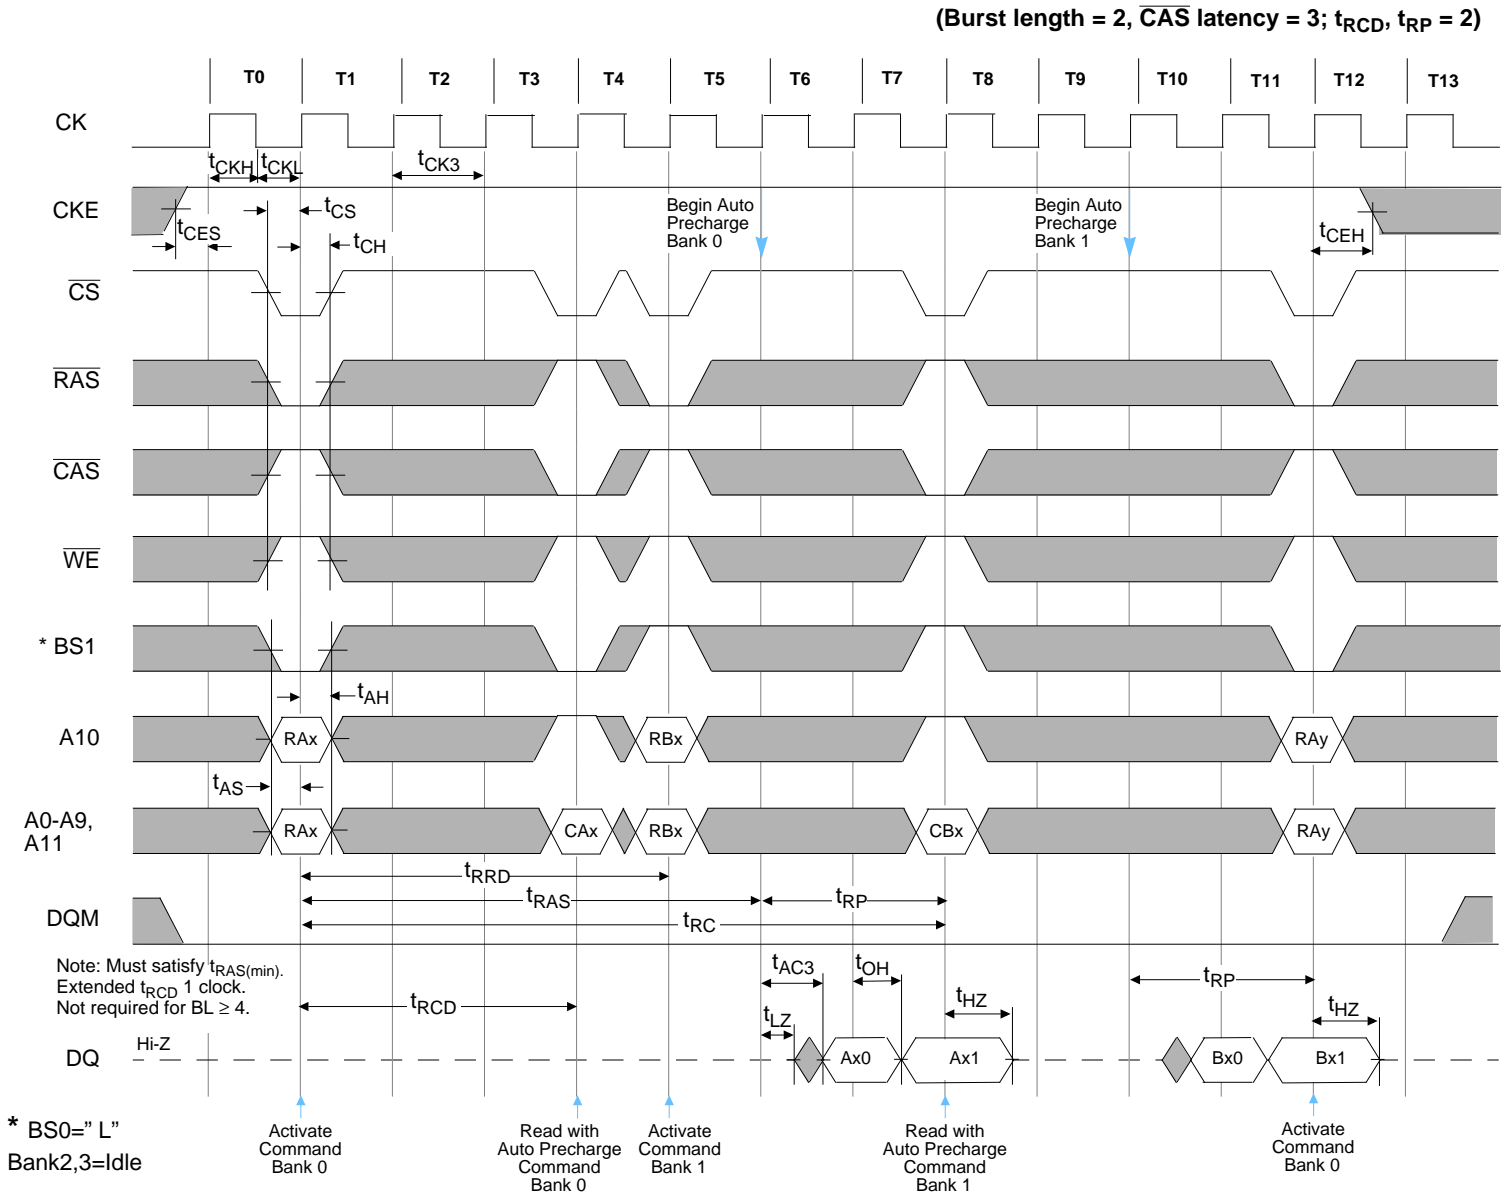 (Burst length = 2, CAS latency = 3; tRCD, tRP = 2)
T0 T1 T2 T3 T4 T5 T6 T7 T8 T9 T10 T11 T12 T13
CK
tCKH tCKL tCK3
CKE
tCES
tCS
tCH
Begin Auto
Precharge
Bank 0
Begin Auto
Precharge
Bank 1
tCEH
CS
RAS
CAS
WE
* BS1
tAH
A10
RAx RBx RAy
tAS
A0-A9,
A11
RAx CAx RBx CBx RAy
tRRD
tRAS tRP
tRC
DQM
Note: Must satisfy tRAS(min).
Extended tRCD 1 clock.
Not required for BL ≥ 4.
tRCD
tAC3 tOH
tLZ
tHZ
tRP
tHZ
DQ
Hi-Z
Ax0 Ax1 Bx0 Bx1
* BS0=” L”
Bank2,3=Idle
Activate
Command
Bank 0
Read with
Auto Precharge
Command
Bank 0
Activate
Command
Bank 1
Read with
Auto Precharge
Command
Bank 1
Activate
Command
Bank 0